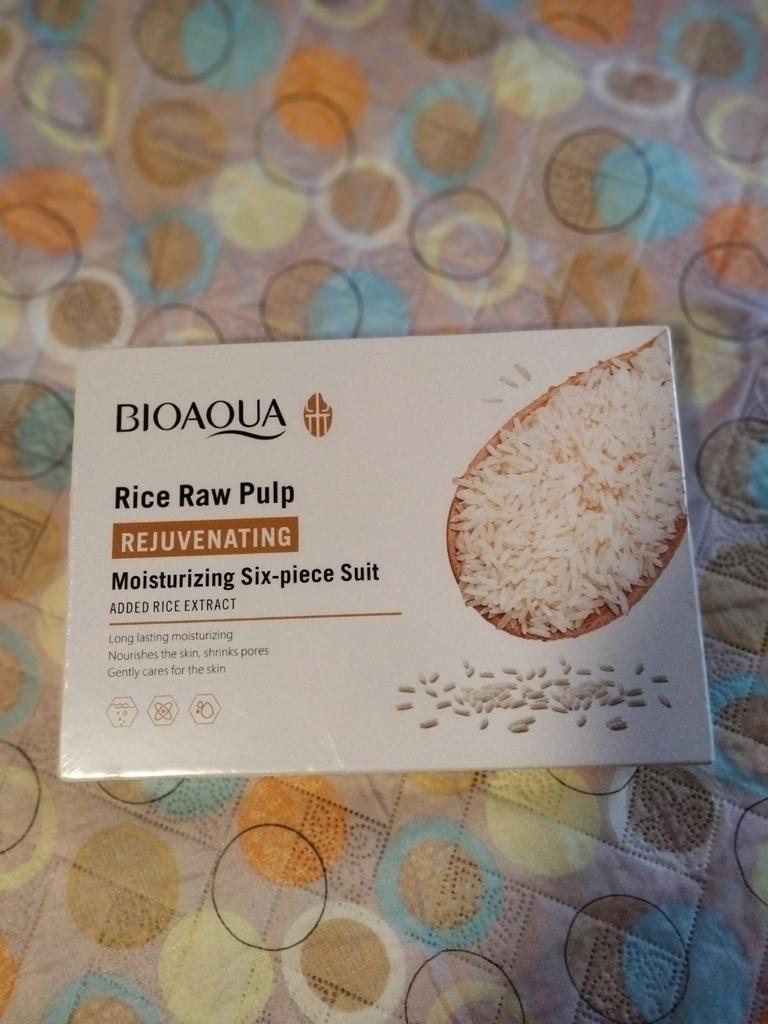 BIOAQUA
Rice Raw Pulp
REJUVENATING
Moisturizing Six-piece Suit
ADDED RICE EXTRACT
Long lasting moisturizing
Nourishes the skin, shrinks pores
Gently cares for the skin